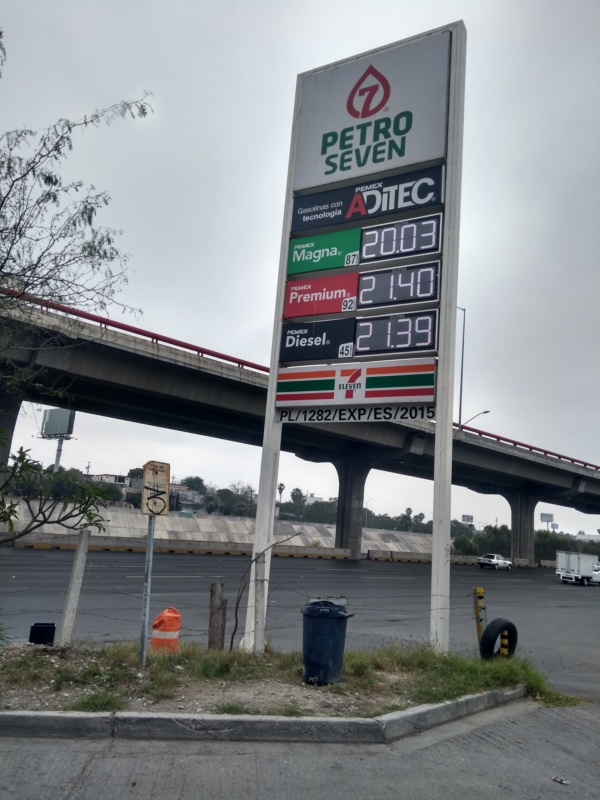 7
PETRO
SEVEN
Gasolinas con
tecnología
PEMEX
ADITEC
PEMEX
Magna
87
20.03
PEMEX
Premium
92
21.40
PEMEX
Diesel
45
21.39
7
ELEVEN
PL/1282/EXP/ES/2015